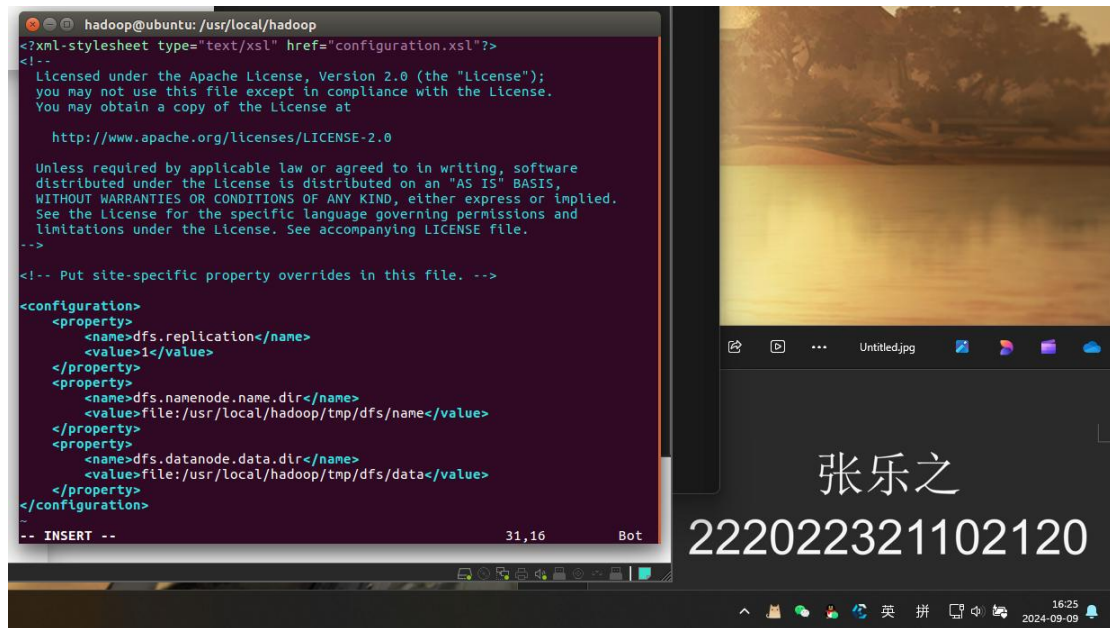 hadoop@ubuntu: /usr/local/hadoop
<?xml-stylesheet type="text/xsl" href="configuration.xsl"?>
<!--
  Licensed under the Apache License, Version 2.0 (the "License");
  you may not use this file except in compliance with the License.
  You may obtain a copy of the License at

    http://www.apache.org/licenses/LICENSE-2.0

  Unless required by applicable law or agreed to in writing, software
  distributed under the License is distributed on an "AS IS" BASIS,
  WITHOUT WARRANTIES OR CONDITIONS OF ANY KIND, either express or implied.
  See the License for the specific language governing permissions and
  limitations under the License. See accompanying LICENSE file.
-->

<!-- Put site-specific property overrides in this file. -->

<configuration>
    <property>
        <name>dfs.replication</name>
        <value>1</value>
    </property>
    <property>
        <name>dfs.namenode.name.dir</name>
        <value>file:/usr/local/hadoop/tmp/dfs/name</value>
    </property>
    <property>
        <name>dfs.datanode.data.dir</name>
        <value>file:/usr/local/hadoop/tmp/dfs/data</value>
    </property>
</configuration>
~
-- INSERT -- 31,16 Bot
Untitled.jpg
张乐之
222022321102120
英 拼 16:25
2024-09-09